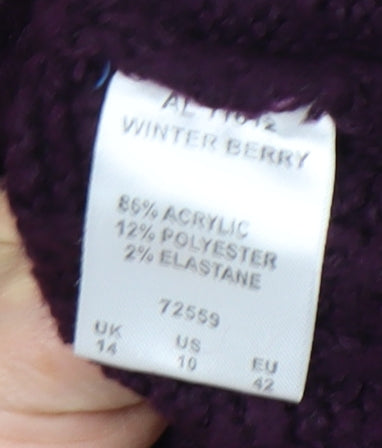 WINTER BERRY
86% ACRYLIC
12% POLYESTER
2% ELASTANE
72559
UK US EU
14 10 42